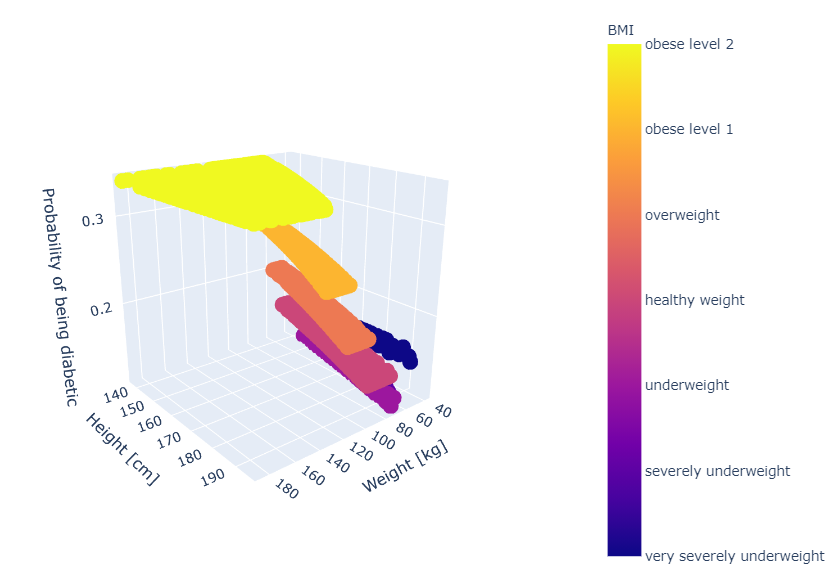 BMI
obese level 2
obese level 1
overweight
healthy weight
underweight
severely underweight
very severely underweight
Probability of being diabetic
0.3
0.2
Height [cm]
140
150
160
170
180
190
Weight [kg]
180
160
140
120
100
80
60
40